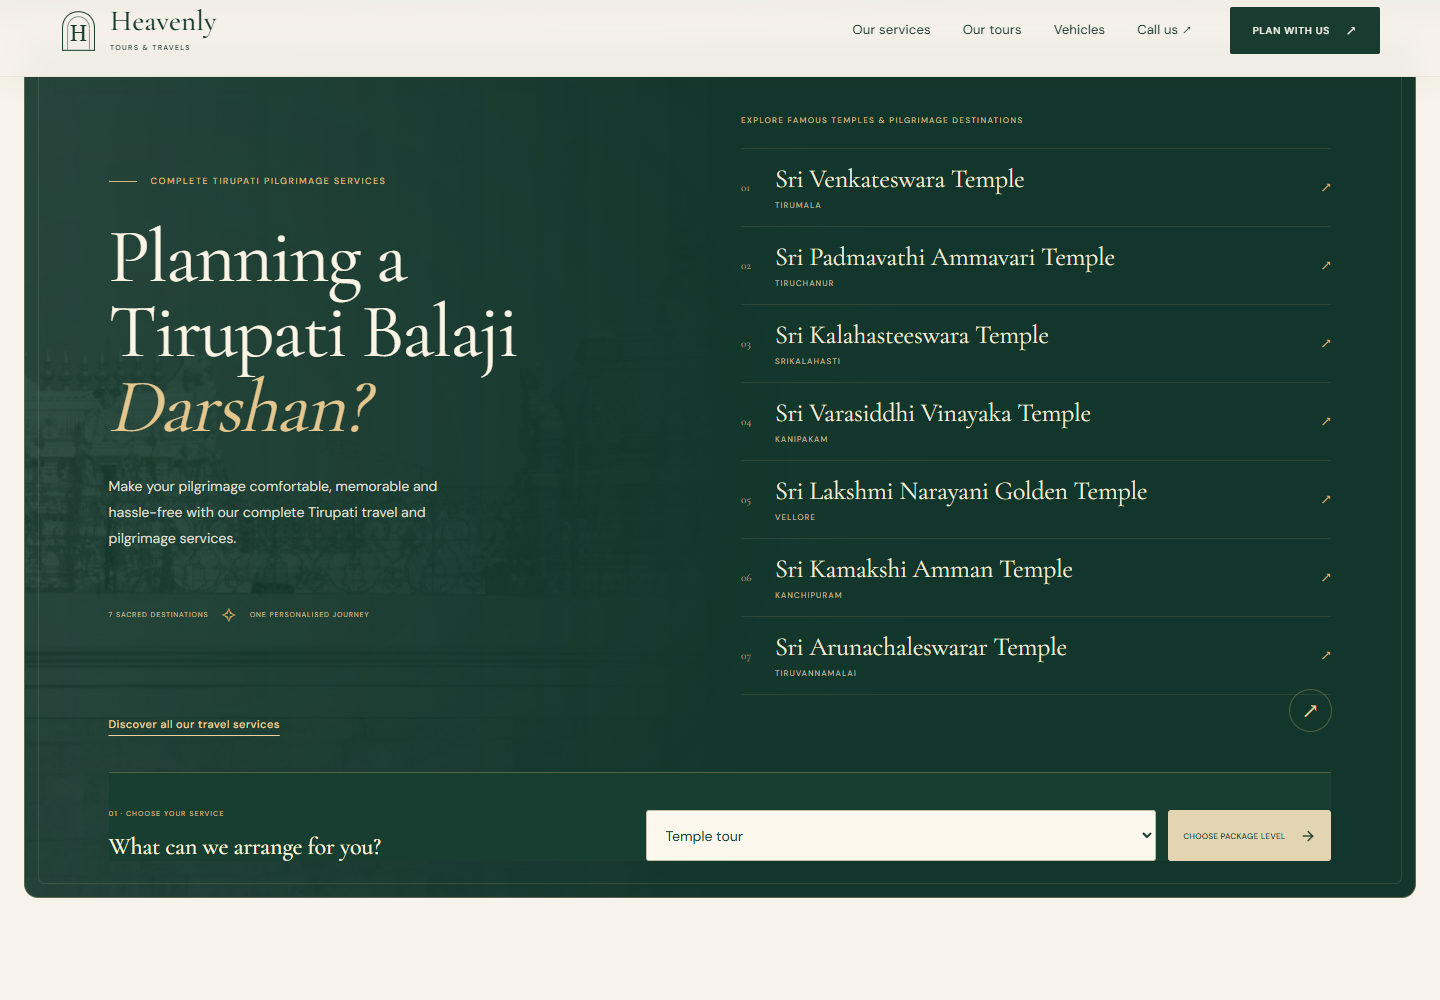 H
Heavenly
TOURS & TRAVELS
Our services
Our tours
Vehicles
Call us ↗
PLAN WITH US ↗
COMPLETE TIRUPATI PILGRIMAGE SERVICES
Planning a
Tirupati Balaji
Darshan?
Make your pilgrimage comfortable, memorable and
hassle-free with our complete Tirupati travel and
pilgrimage services.
7 SACRED DESTINATIONS
ONE PERSONALISED JOURNEY
Discover all our travel services
EXPLORE FAMOUS TEMPLES & PILGRIMAGE DESTINATIONS
01 Sri Venkateswara Temple ↗
TIRUMALA
02 Sri Padmavathi Ammavari Temple ↗
TIRUCHANUR
03 Sri Kalahasteeswara Temple ↗
SRIKALAHASTI
04 Sri Varasiddhi Vinayaka Temple ↗
KANIPAKAM
05 Sri Lakshmi Narayani Golden Temple ↗
VELLORE
06 Sri Kamakshi Amman Temple ↗
KANCHIPURAM
07 Sri Arunachaleswarar Temple ↗
TIRUVANNAMALAI
↗
01 · CHOOSE YOUR SERVICE
What can we arrange for you?
Temple tour
CHOOSE PACKAGE LEVEL →